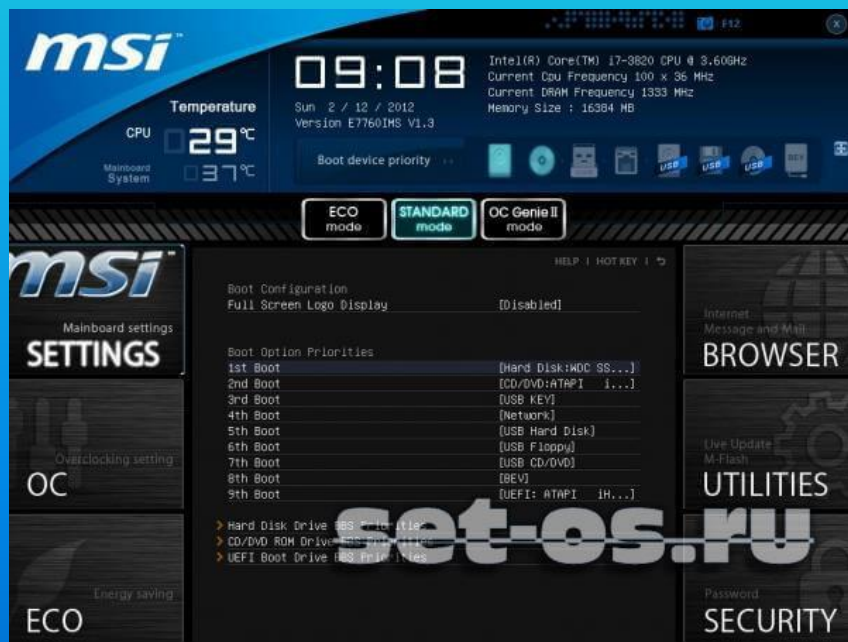 msi™
F12
X
09:08
Intel(R) Core(TM) i7-3820 CPU @ 3.60GHz
Current Cpu Frequency 100 x 36 MHz
Current DRAM Frequency 1333 MHz
Memory Size : 16384 MB
Sun 2 / 12 / 2012
Version E7760IMS V1.3
Temperature
CPU 29°C
Mainboard
System 37°C
Boot device priority
USB USB USB
ECO
mode
STANDARD
mode
OC Genie II
mode
HELP | HOT KEY |
msi™
Mainboard settings
SETTINGS
Overclocking setting
OC
Energy saving
ECO
Boot Configuration
Full Screen Logo Display [Disabled]
Boot Option Priorities
1st Boot [Hard Disk:WDC SS...]
2nd Boot [CD/DVD:ATAPI i...]
3rd Boot [USB KEY]
4th Boot [Network]
5th Boot [USB Hard Disk]
6th Boot [USB Floppy]
7th Boot [USB CD/DVD]
8th Boot [BEV]
9th Boot [UEFI: ATAPI iH...]
Hard Disk Drive BBS Priorities
CD/DVD ROM Drive BBS Priorities
UEFI Boot Drive BBS Priorities
set-os.ru
Internet
Message and Mail
BROWSER
Live Update
M-Flash
UTILITIES
Password
SECURITY